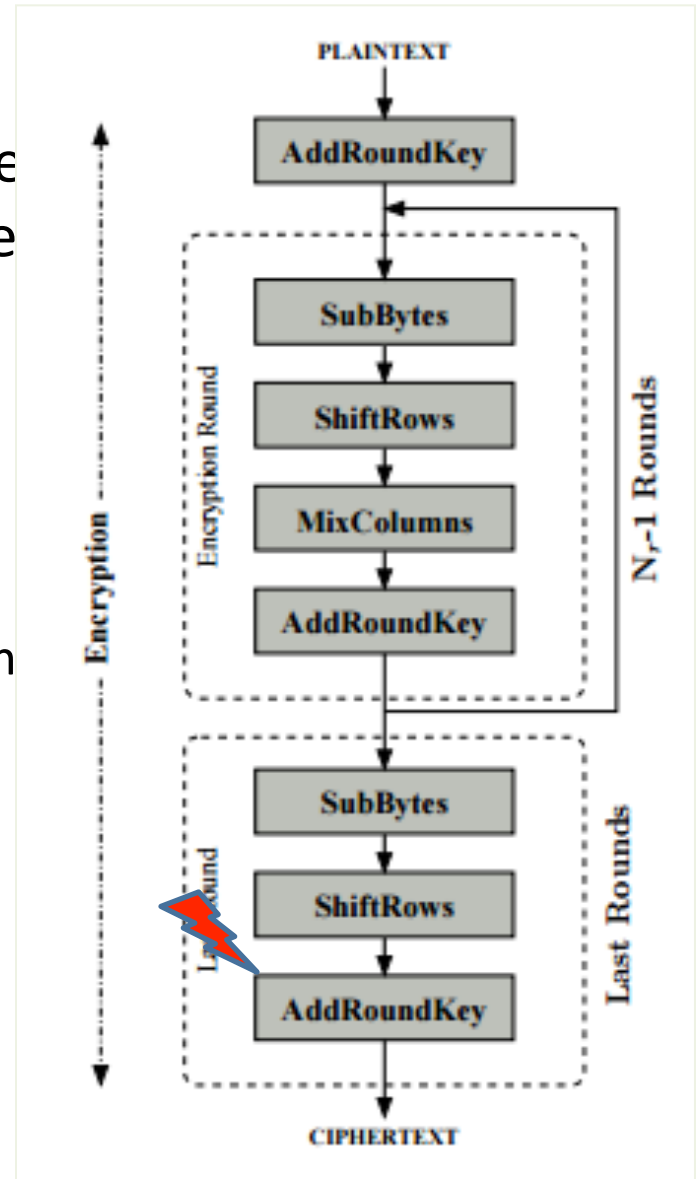 PLAINTEXT
AddRoundKey
e
e
SubBytes
ShiftRows
MixColumns
AddRoundKey
Encryption Round
Nr-1 Rounds
Encryption
n
SubBytes
ShiftRows
AddRoundKey
Last Rounds
CIPHERTEXT